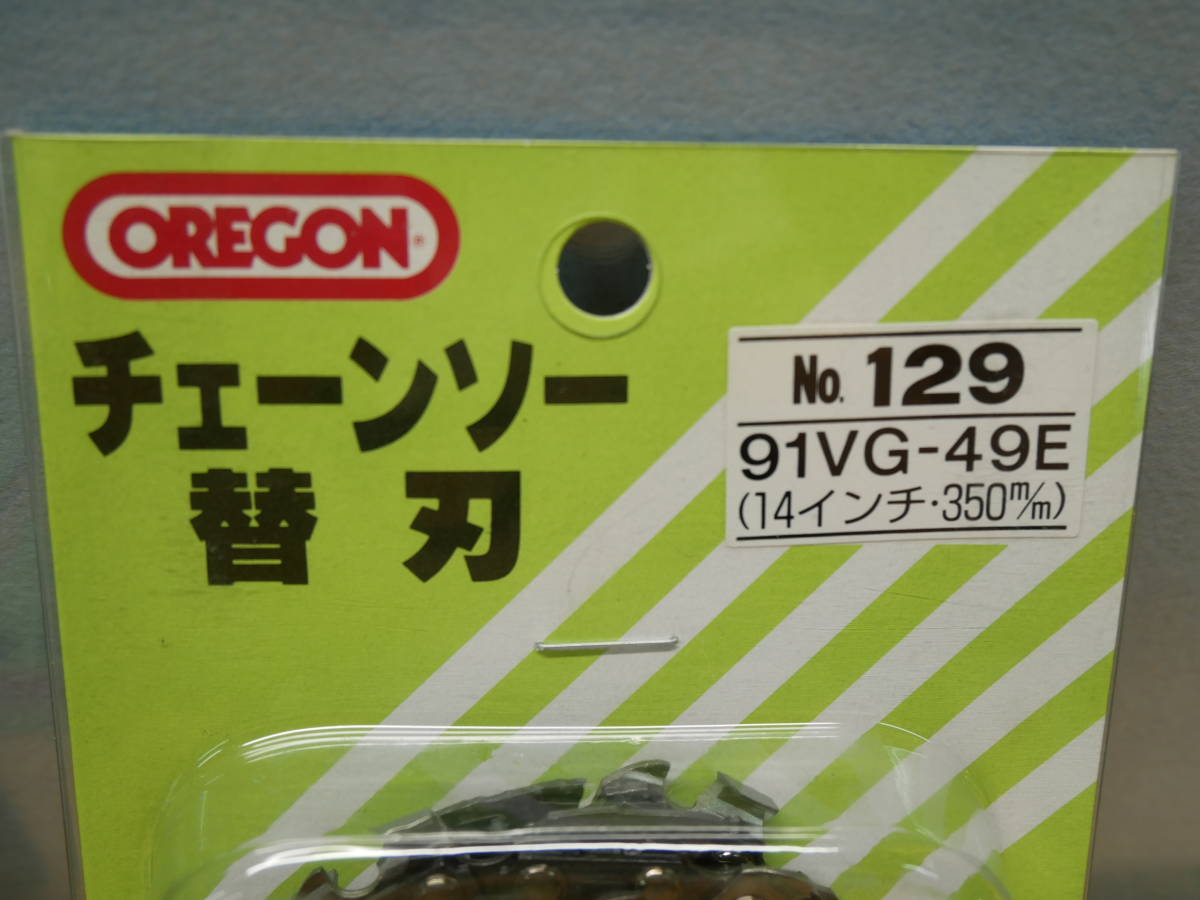 OREGON®
チェーンソー
替刃
No. 129
91VG-49E
(14インチ・350m/m)